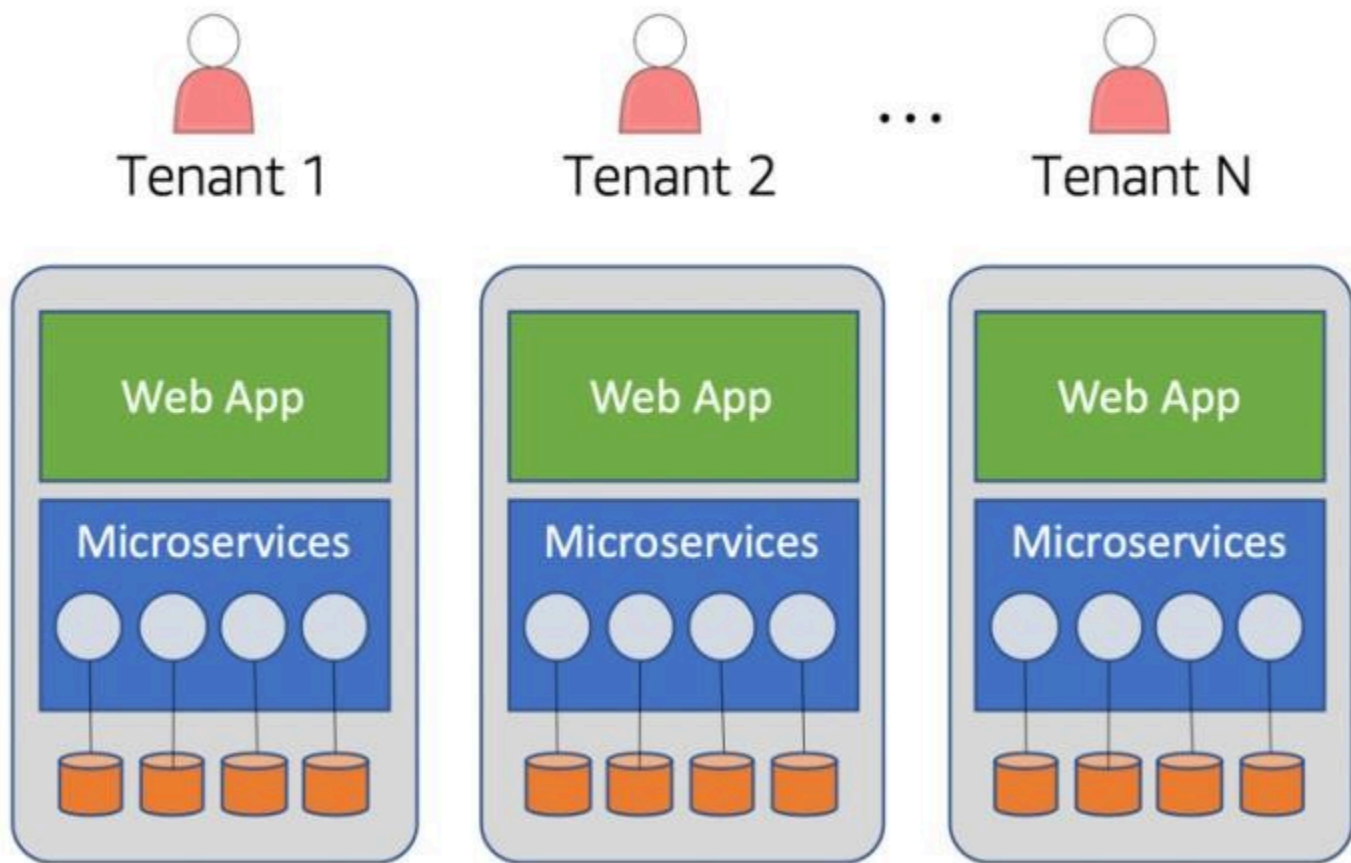 ...
Tenant 1
Tenant 2
Tenant N
Web App
Web App
Web App
Microservices
Microservices
Microservices